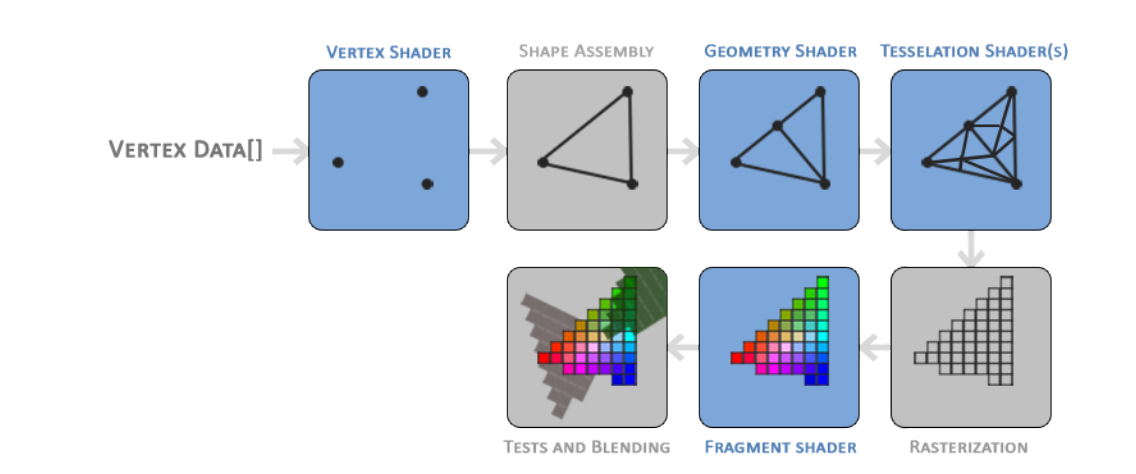 VERTEX SHADER
SHAPE ASSEMBLY
GEOMETRY SHADER
TESSELATION SHADER(S)
VERTEX DATA[]
TESTS AND BLENDING
FRAGMENT SHADER
RASTERIZATION